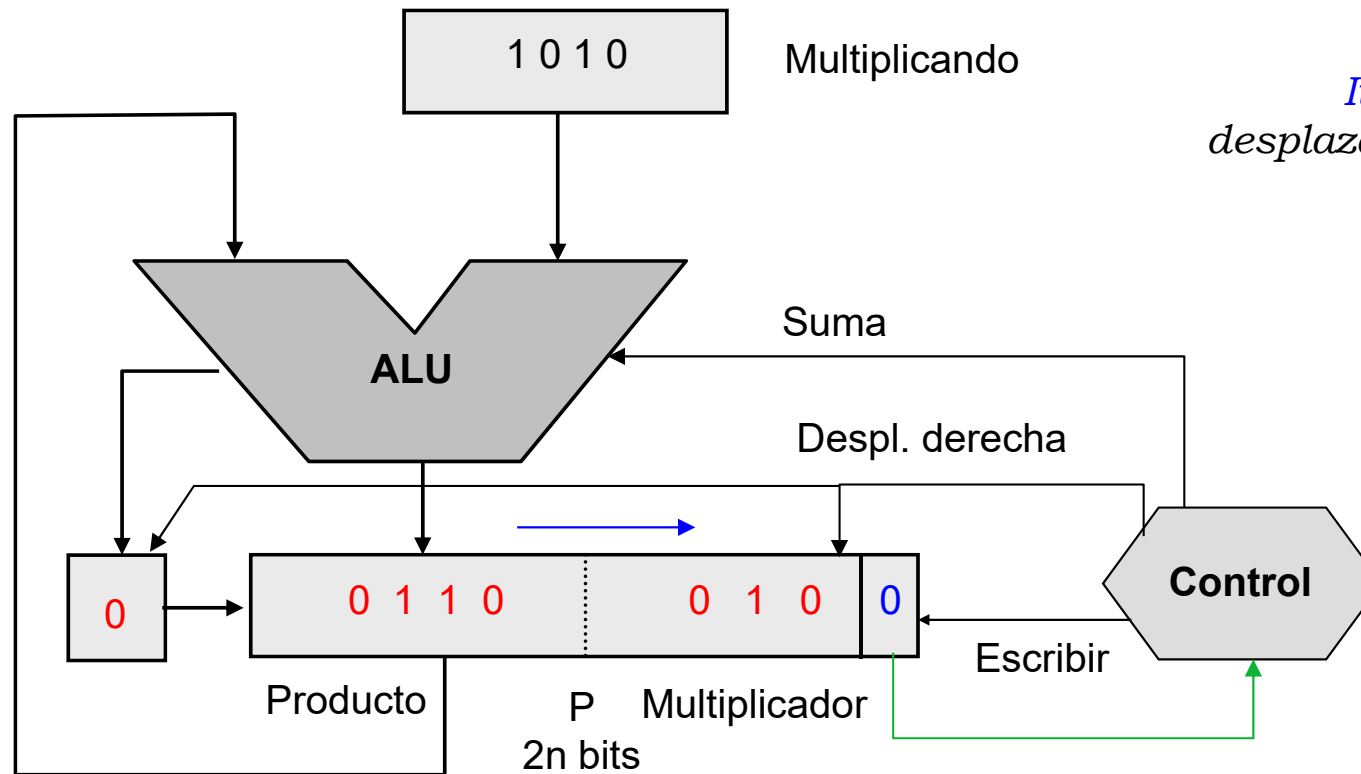 1 0 1 0
Multiplicando
Suma
ALU
Despl. derecha
0
0 1 1 0
0 1 0
0
Control
Escribir
Producto
P
Multiplicador
2n bits